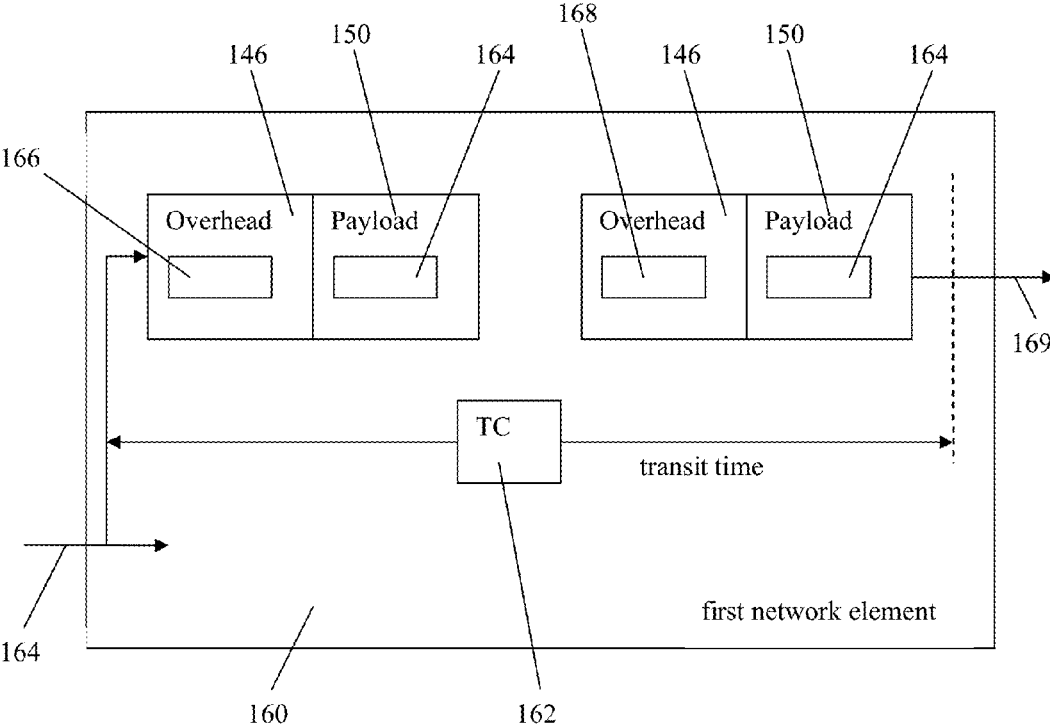 168
150 150
146 164 146 164
166
Overhead Payload Overhead Payload
169
TC
transit time
first network element
164
160 162